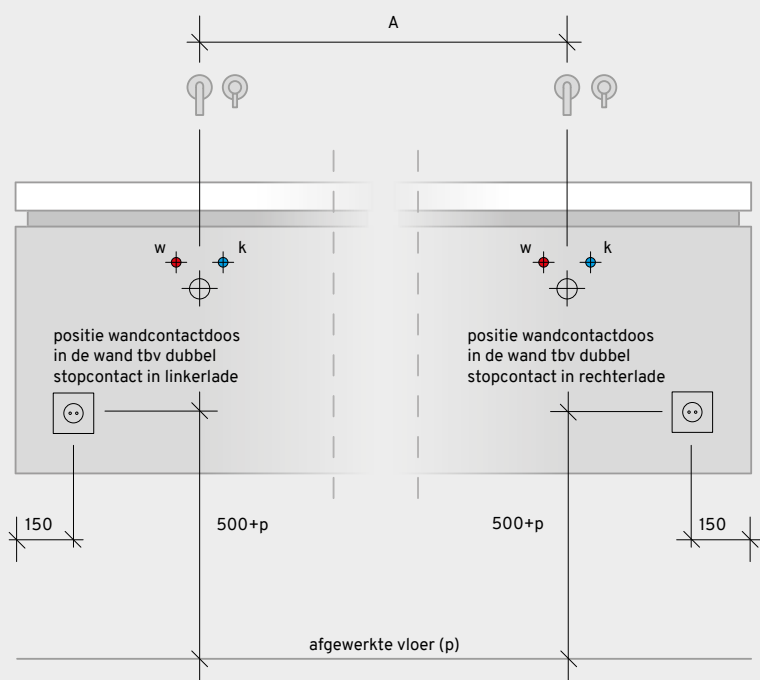 A
w
k
w
k
positie wandcontactdoos
in de wand tbv dubbel
stopcontact in linkerlade
positie wandcontactdoos
in de wand tbv dubbel
stopcontact in rechterlade
150
500+p
500+p
150
afgewerkte vloer (p)